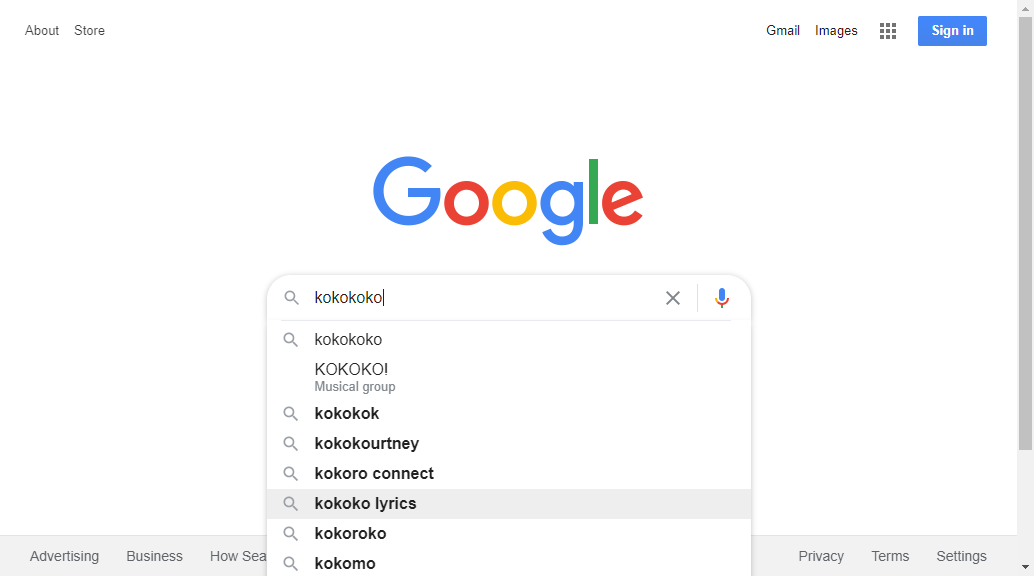 About Store Gmail Images Sign in
Google
kokokoko
kokokoko
KOKOKO!
Musical group
kokokok
kokokourtney
kokoro connect
kokoko lyrics
kokoroko
kokomo
Advertising Business How Sea Privacy Terms Settings